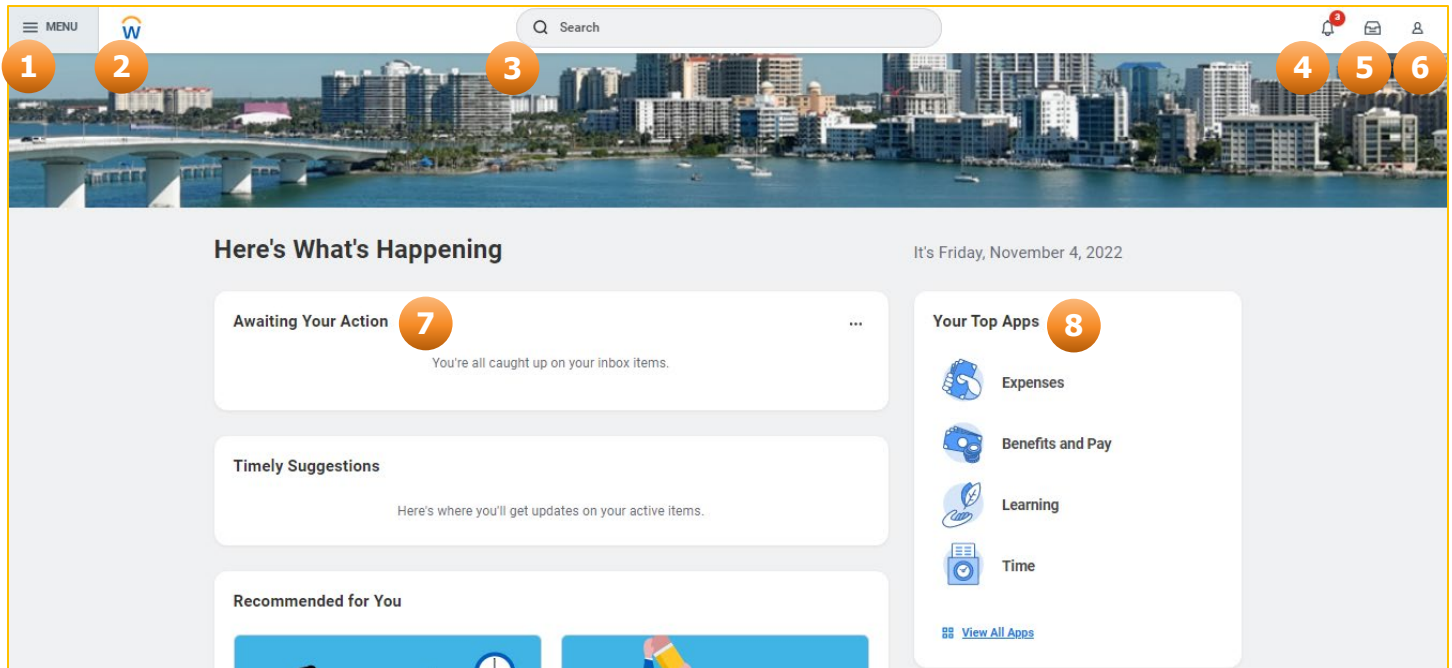 MENU
W
Search
3
1
2
3
4
5
6
Here's What's Happening
It's Friday, November 4, 2022
Awaiting Your Action
7
...
You're all caught up on your inbox items.
Timely Suggestions
Here's where you'll get updates on your active items.
Recommended for You
Your Top Apps
8
Expenses
Benefits and Pay
Learning
Time
View All Apps